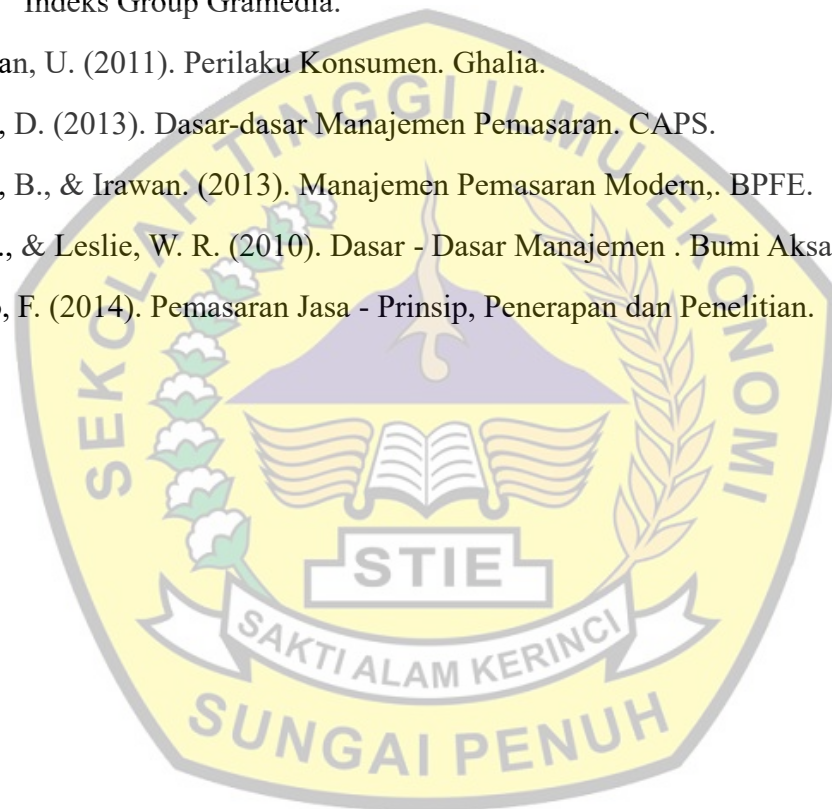 Indeks Group Gramedia.
an, U. (2011). Perilaku Konsumen. Ghalia.
, D. (2013). Dasar-dasar Manajemen Pemasaran. CAPS.
, B., & Irawan. (2013). Manajemen Pemasaran Modern,. BPFE.
., & Leslie, W. R. (2010). Dasar - Dasar Manajemen . Bumi Aksa
, F. (2014). Pemasaran Jasa - Prinsip, Penerapan dan Penelitian.
SEKOLAH TINGGI ILMU EKONOMI
STIE
SAKTI ALAM KERINCI
SUNGAI PENUH